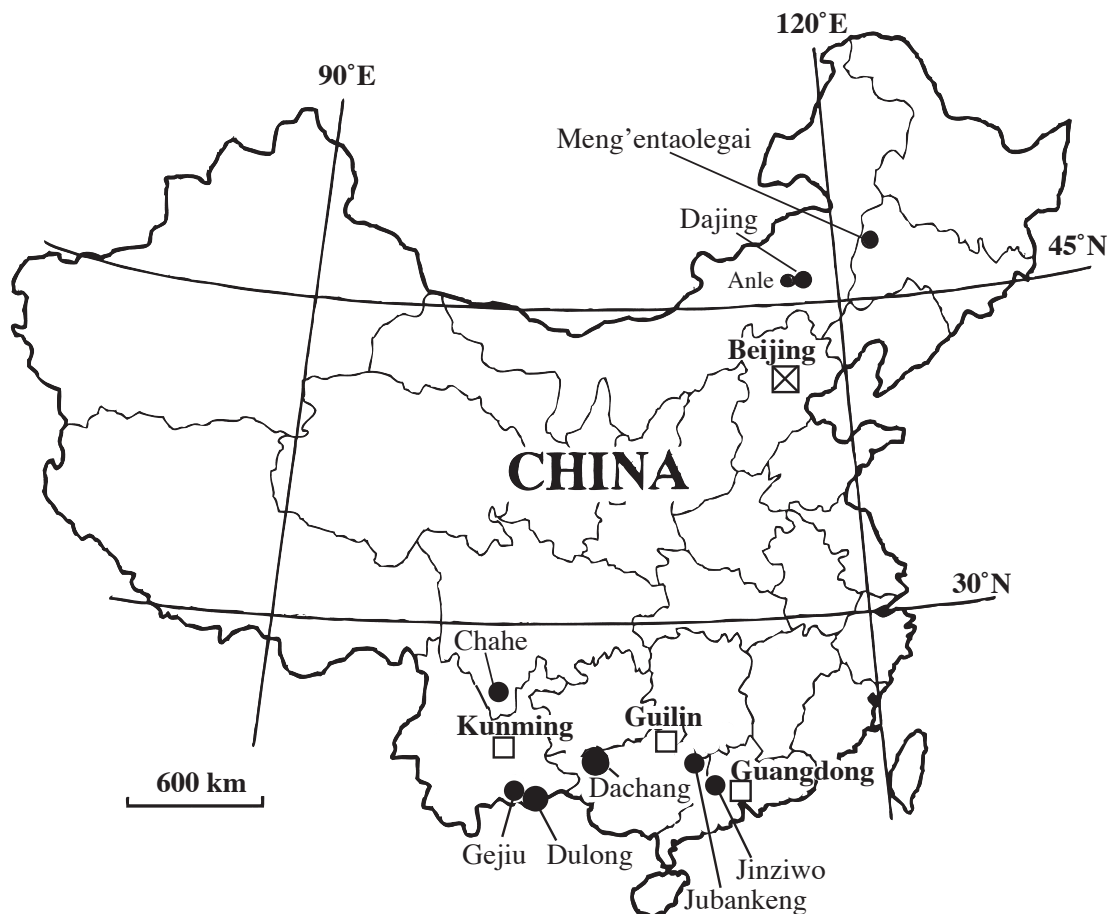 120°E
90°E
Meng'entaolegai
Dajing
45°N
Anle
Beijing
CHINA
30°N
Chahe
Kunming
Guilin
Guangdong
600 km
Dachang
Gejiu
Dulong
Jinziwo
Jubankeng